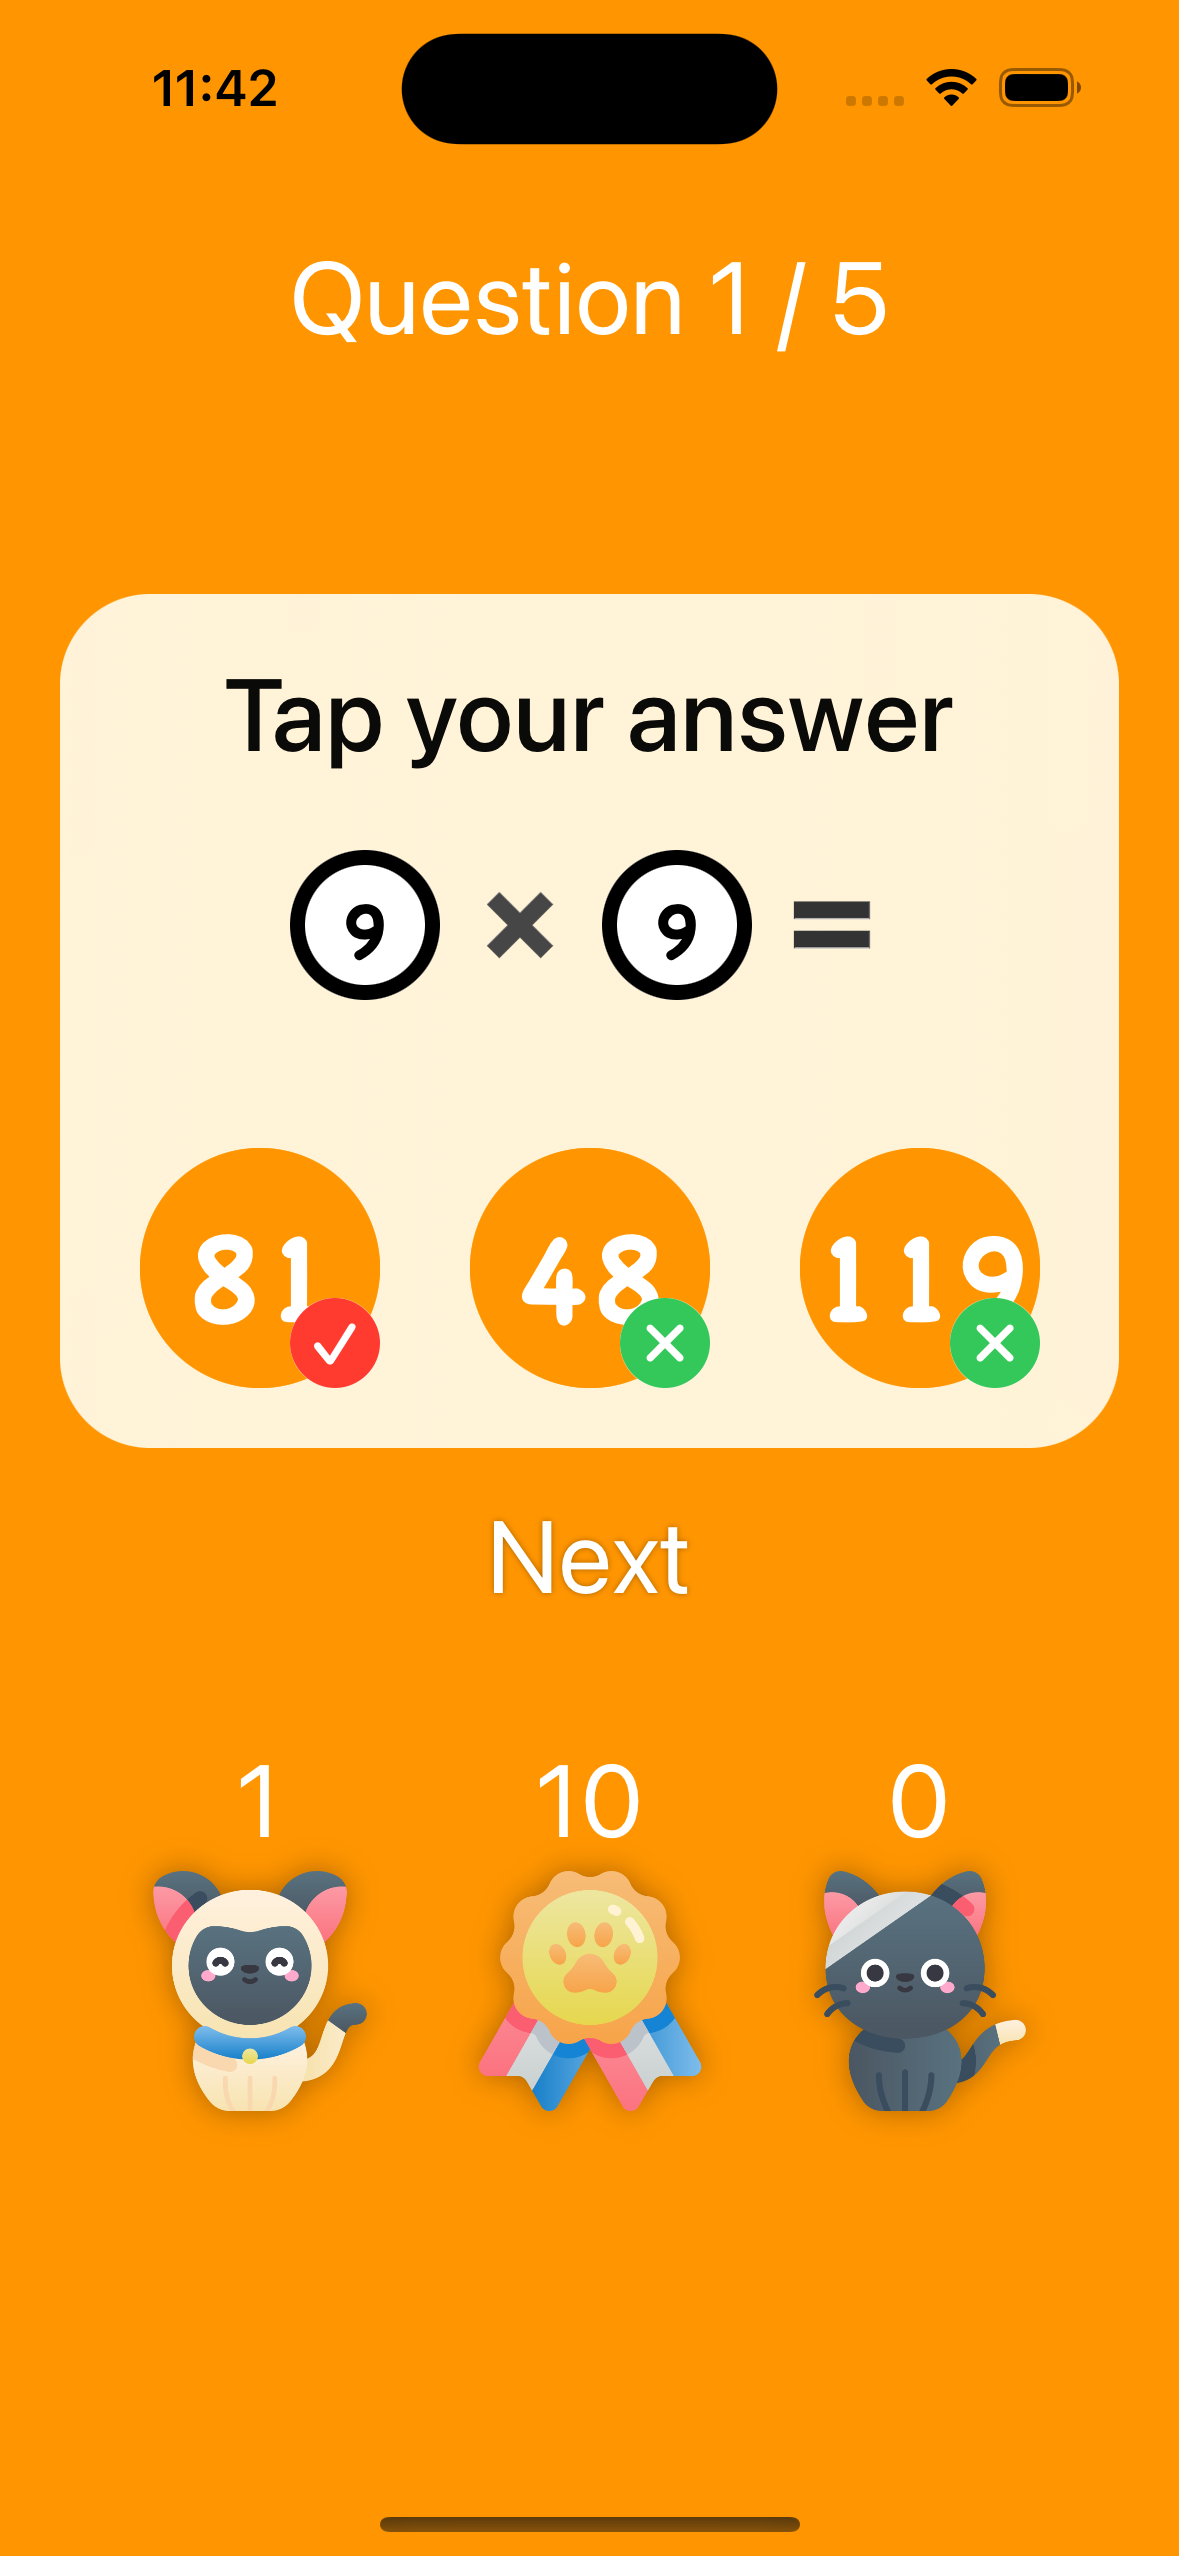 11:42
Question 1 / 5
Tap your answer
9 × 9 =
81 48 119
Next
1 10 0